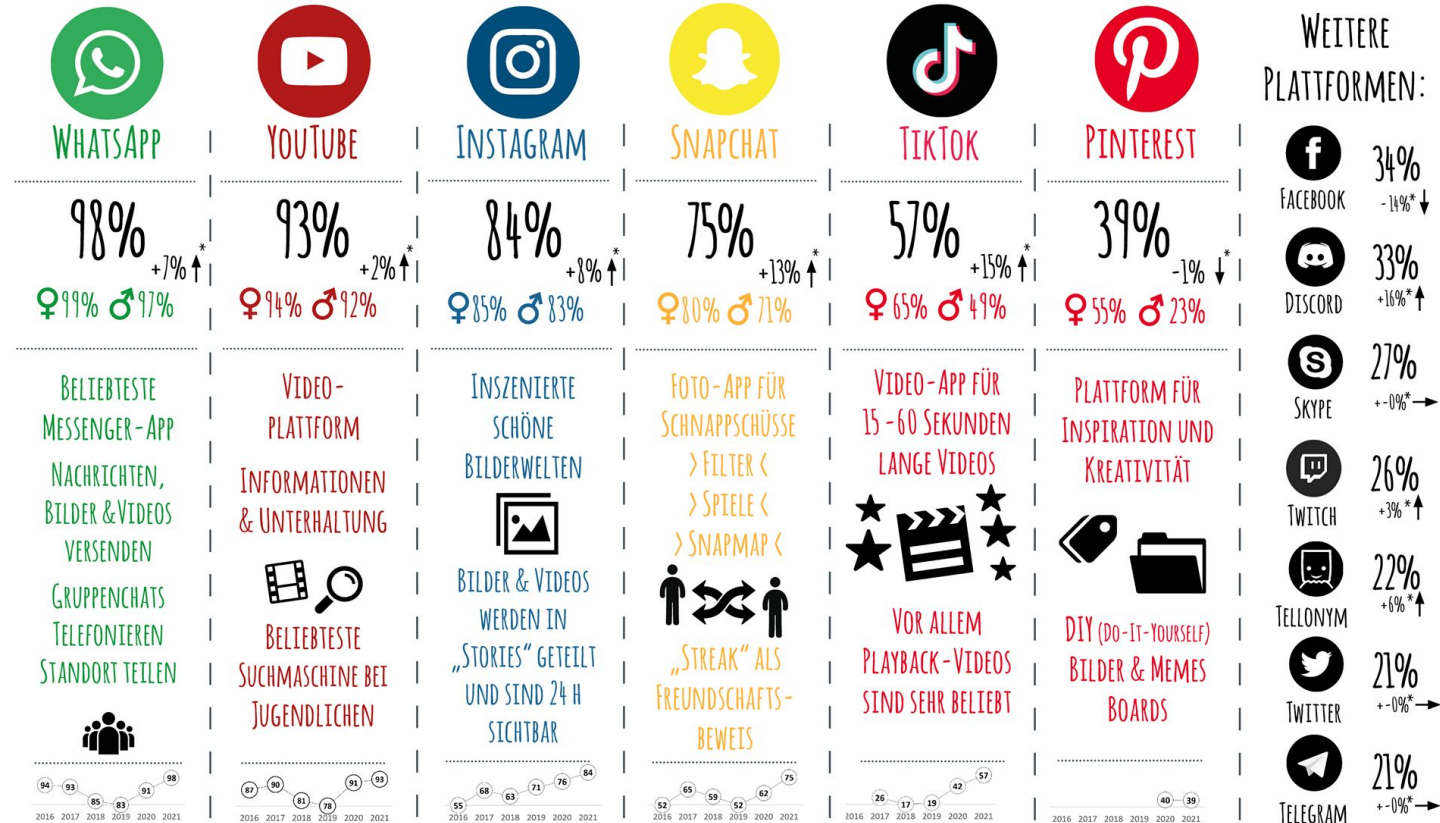 WHATSAPP
98%
+7%*
♀99% ♂97%
BELIEBTESTE
MESSENGER-APP
NACHRICHTEN,
BILDER & VIDEOS
VERSENDEN
GRUPPENCHATS
TELEFONIEREN
STANDORT TEILEN
94 93 85 83 91 98
2016 2017 2018 2019 2020 2021
YOUTUBE
93%
+2%*
♀94% ♂92%
VIDEO-
PLATTFORM
INFORMATIONEN
& UNTERHALTUNG
BELIEBTESTE
SUCHMASCHINE BEI
JUGENDLICHEN
87 90 81 78 91 93
2016 2017 2018 2019 2020 2021
INSTAGRAM
84%
+8%*
♀85% ♂83%
INSZENIERTE
SCHÖNE
BILDERWELTEN
BILDER & VIDEOS
WERDEN IN
„STORIES“ GETEILT
UND SIND 24 H
SICHTBAR
55 68 63 71 76 84
2016 2017 2018 2019 2020 2021
SNAPCHAT
75%
+13%*
♀80% ♂71%
FOTO-APP FÜR
SCHNAPPSCHÜSSE
> FILTER <
> SPIELE <
> SNAPMAP <
„STREAK“ ALS
FREUNDSCHAFTS-
BEWEIS
52 65 59 52 62 75
2016 2017 2018 2019 2020 2021
TIKTOK
57%
+15%*
♀65% ♂49%
VIDEO-APP FÜR
15-60 SEKUNDEN
LANGE VIDEOS
VOR ALLEM
PLAYBACK-VIDEOS
SIND SEHR BELIEBT
26 17 19 42 57
2016 2017 2018 2019 2020 2021
PINTEREST
39%
-1%*
♀55% ♂23%
PLATTFORM FÜR
INSPIRATION UND
KREATIVITÄT
DIY (DO-IT-YOURSELF)
BILDER & MEMES
BOARDS
40 39
2016 2017 2018 2019 2020 2021
WEITERE
PLATTFORMEN:
FACEBOOK
34%
-14%*
DISCORD
33%
+16%*
SKYPE
27%
+-0%*
TWITCH
26%
+3%*
TELLONYM
22%
+6%*
TWITTER
21%
+-0%*
TELEGRAM
21%
+-0%*